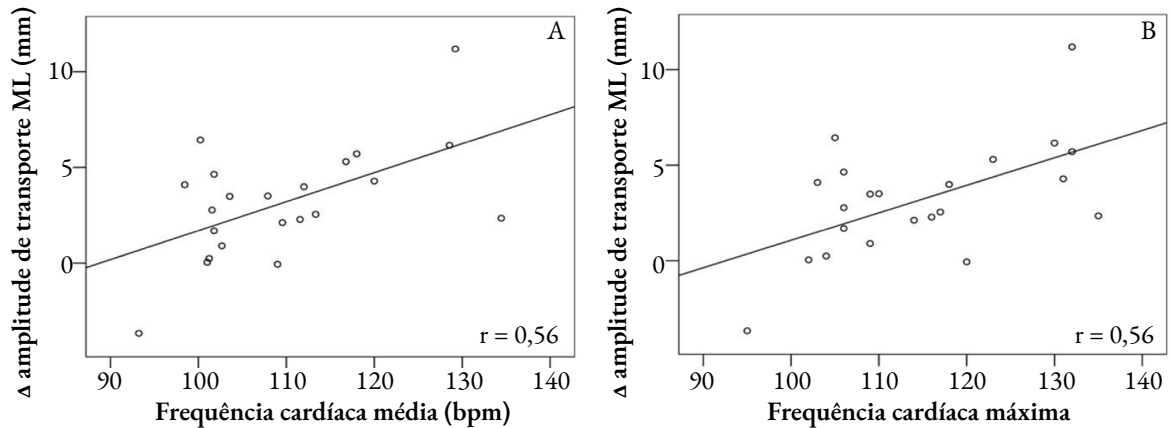 A
Δ amplitude de transporte ML (mm)
10
5
0
r = 0,56
90 100 110 120 130 140
Frequência cardíaca média (bpm)
B
Δ amplitude de transporte ML (mm)
10
5
0
r = 0,56
90 100 110 120 130 140
Frequência cardíaca máxima